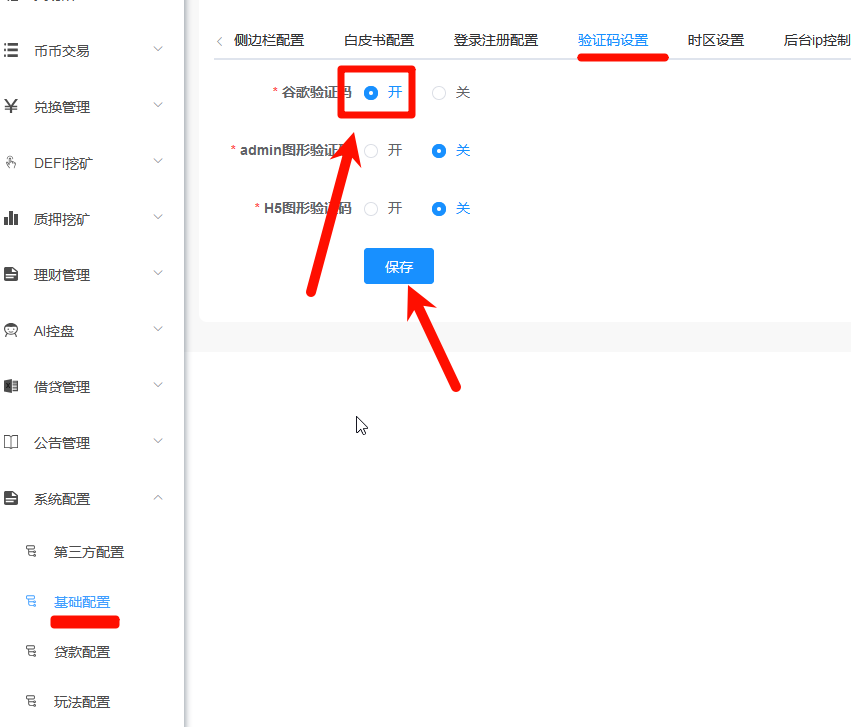 侧边栏配置 白皮书配置 登录注册配置 验证码设置 时区设置 后台ip控制
* 谷歌验证码 开 关
* admin图形验证码 开 关
* H5图形验证码 开 关
保存
币币交易
兑换管理
DEFI挖矿
质押挖矿
理财管理
AI控盘
借贷管理
公告管理
系统配置
第三方配置
基础配置
贷款配置
玩法配置